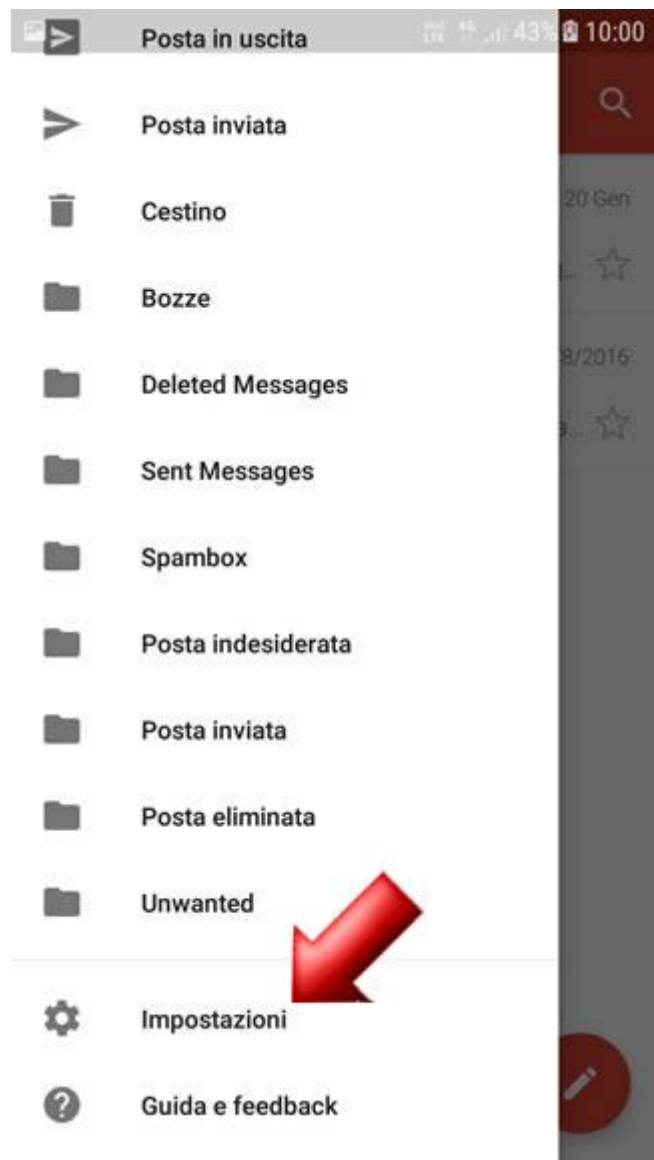 Posta in uscita
43% 10:00
Posta inviata
Cestino
20 Gen
Bozze
8/2016
Deleted Messages
Sent Messages
Spambox
Posta indesiderata
Posta inviata
Posta eliminata
Unwanted
Impostazioni
Guida e feedback